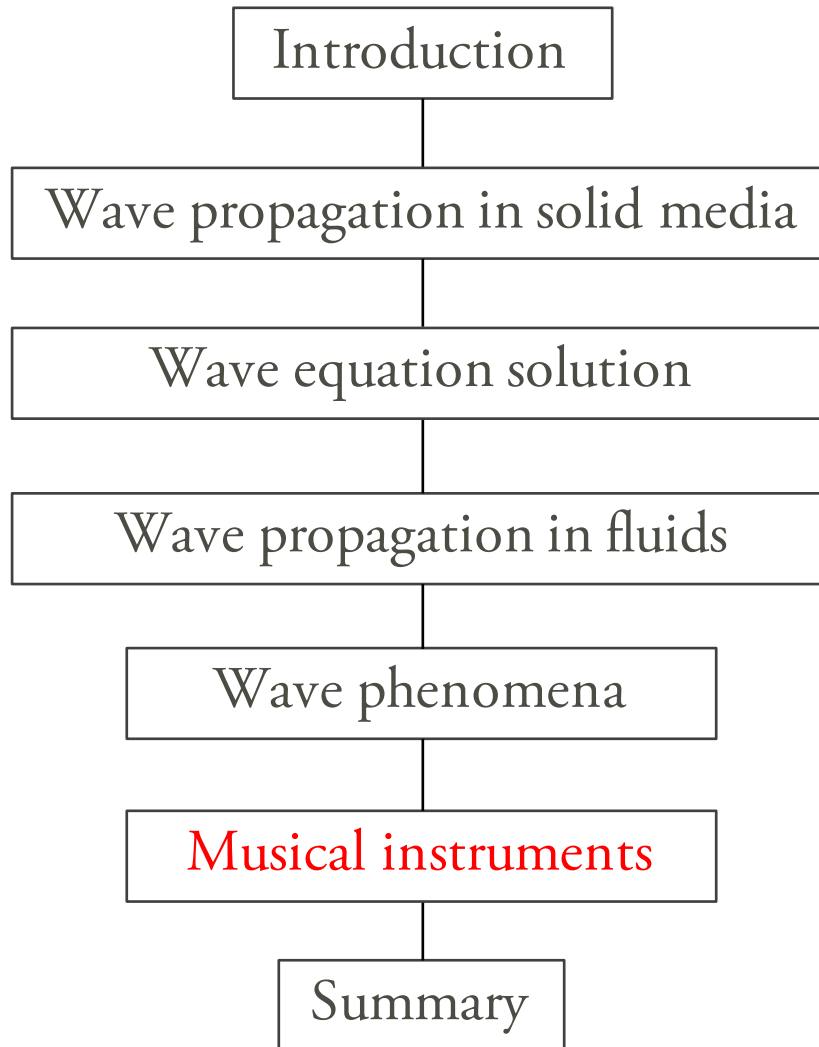 Introduction
Wave propagation in solid media
Wave equation solution
Wave propagation in fluids
Wave phenomena
Musical instruments
Summary